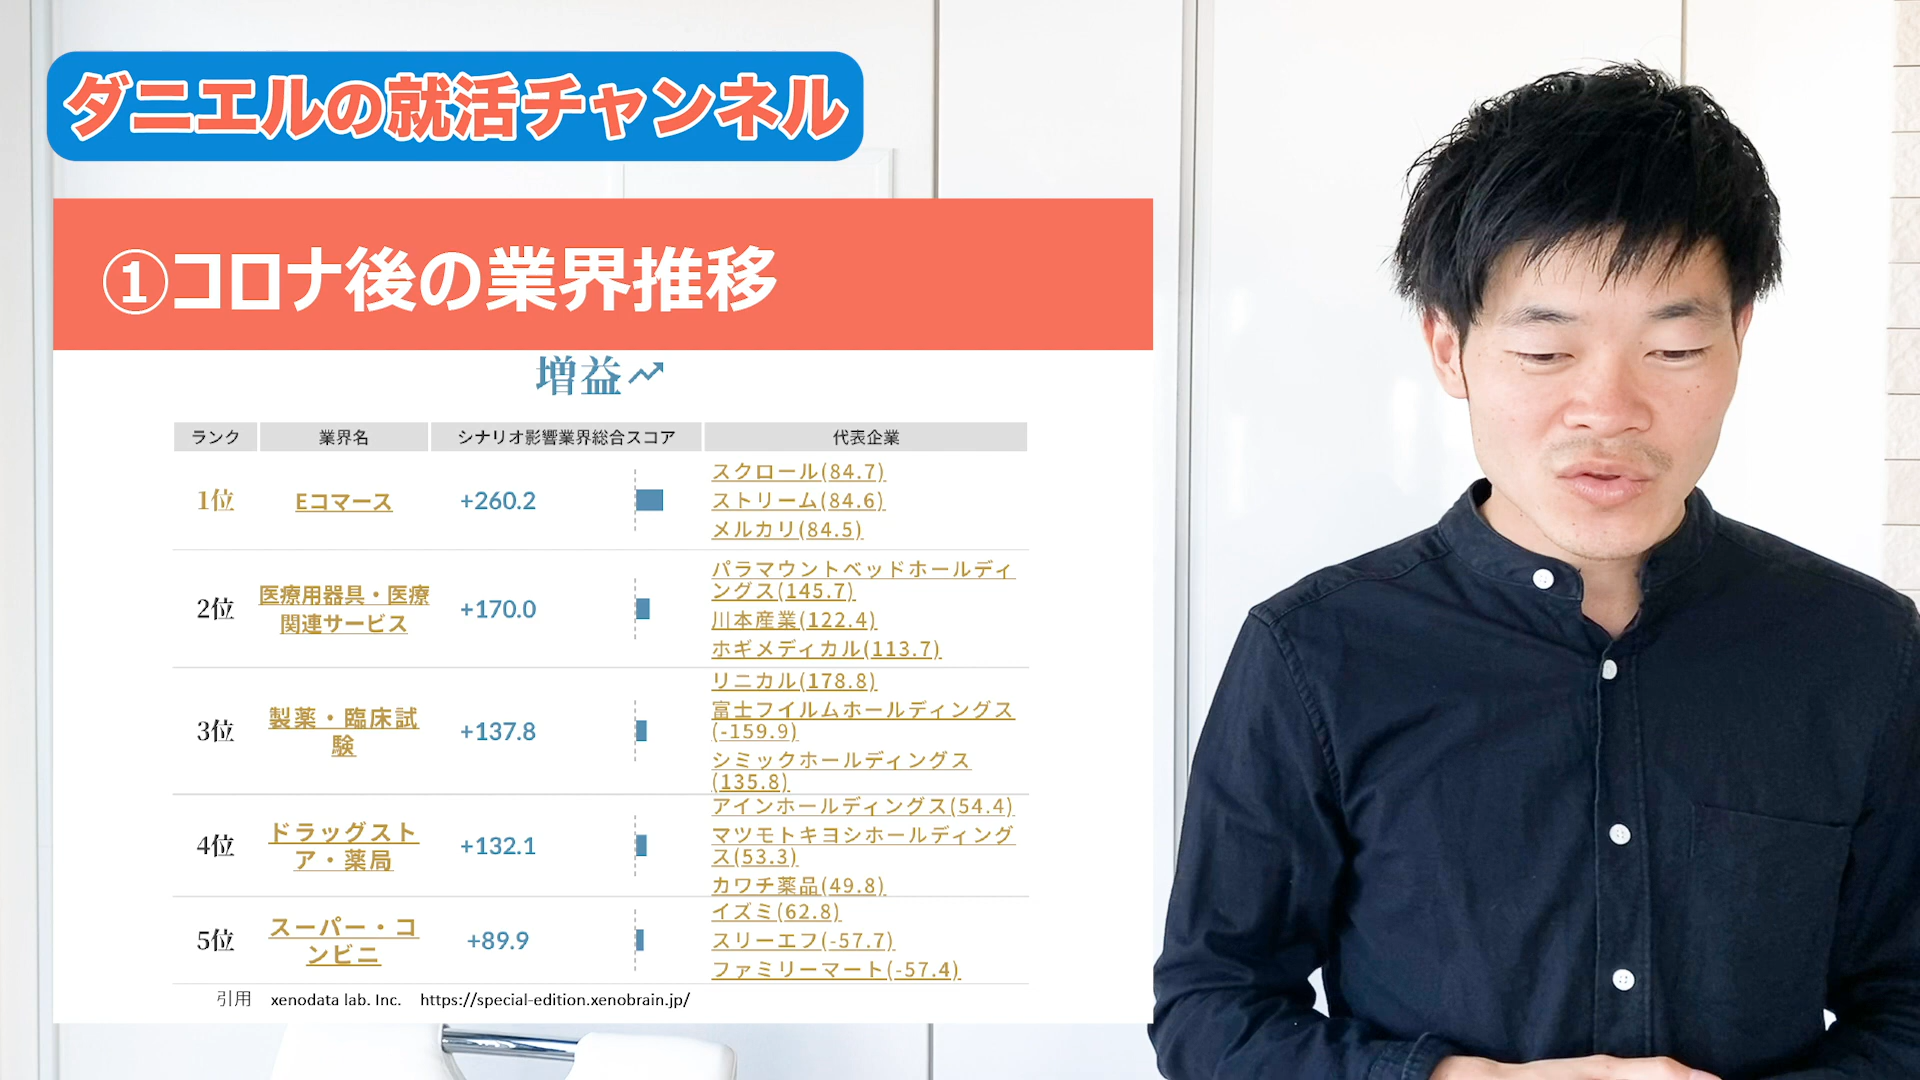 ダニエルの就活チャンネル
①コロナ後の業界推移
増益
ランク 業界名 シナリオ影響業界総合スコア 代表企業
1位 Eコマース +260.2
スクロール(84.7)
ストリーム(84.6)
メルカリ(84.5)
2位
医療用器具・医療
関連サービス
+170.0
パラマウントベッドホールディ
ングス(145.7)
川本産業(122.4)
ホギメディカル(113.7)
3位
製薬・臨床試
験
+137.8
リニカル(178.8)
富士フイルムホールディングス
(-159.9)
シミックホールディングス
(135.8)
4位
ドラッグスト
ア・薬局
+132.1
アインホールディングス(54.4)
マツモトキヨシホールディング
ス(53.3)
カワチ薬品(49.8)
5位
スーパー・コ
ンビニ
+89.9
イズミ(62.8)
スリーエフ(-57.7)
ファミリーマート(-57.4)
引用 xenodata lab. Inc. https://special-edition.xenobrain.jp/